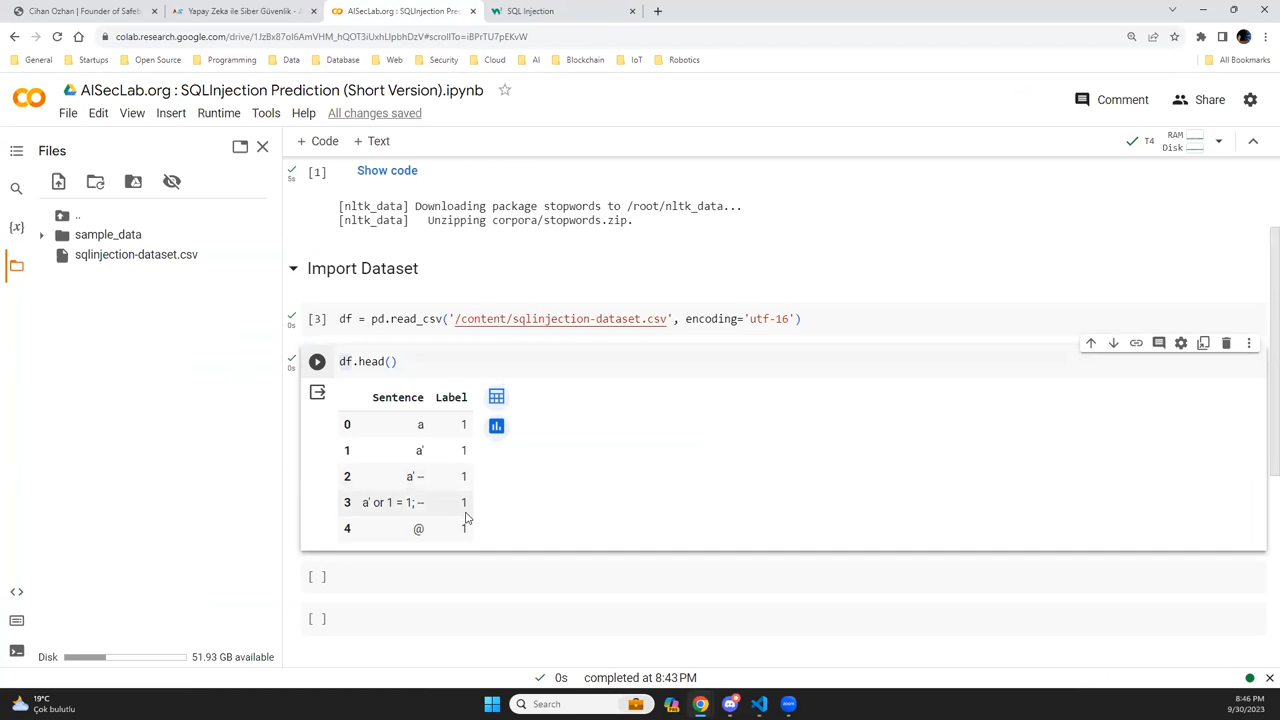 Cihan Ozhan | Founder of Safeb
Yapay Zeka ile Siber Güvenlik - A
AISecLab.org : SQLInjection Pre
SQL Injection
colab.research.google.com/drive/1JzBx87oI6AmVHM_hQOT3iUxhLlpbhDzV#scrollTo=iBPrTU7pEKvW
General
Startups
Open Source
Programming
Data
Database
Web
Security
Cloud
AI
Blockchain
IoT
Robotics
All Bookmarks
AISecLab.org : SQLInjection Prediction (Short Version).ipynb
File Edit View Insert Runtime Tools Help All changes saved
Comment
Share
Files
+ Code + Text
T4
RAM
Disk
..
sample_data
sqlinjection-dataset.csv
[1] Show code
5s
[nltk_data] Downloading package stopwords to /root/nltk_data...
[nltk_data] Unzipping corpora/stopwords.zip.
Import Dataset
[3] df = pd.read_csv('/content/sqlinjection-dataset.csv', encoding='utf-16')
0s
df.head()
0s
Sentence Label
0 a 1
1 a' 1
2 a' -- 1
3 a' or 1 = 1; -- 1
4 @ 1
[ ]
[ ]
Disk 51.93 GB available
0s completed at 8:43 PM
19°C
Çok bulutlu
Search
8:46 PM
9/30/2023